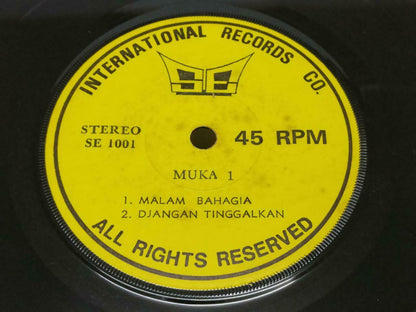 INTERNATIONAL RECORDS CO.
STEREO
SE 1001
45 RPM
MUKA 1
1. MALAM BAHAGIA
2. DJANGAN TINGGALKAN
ALL RIGHTS RESERVED